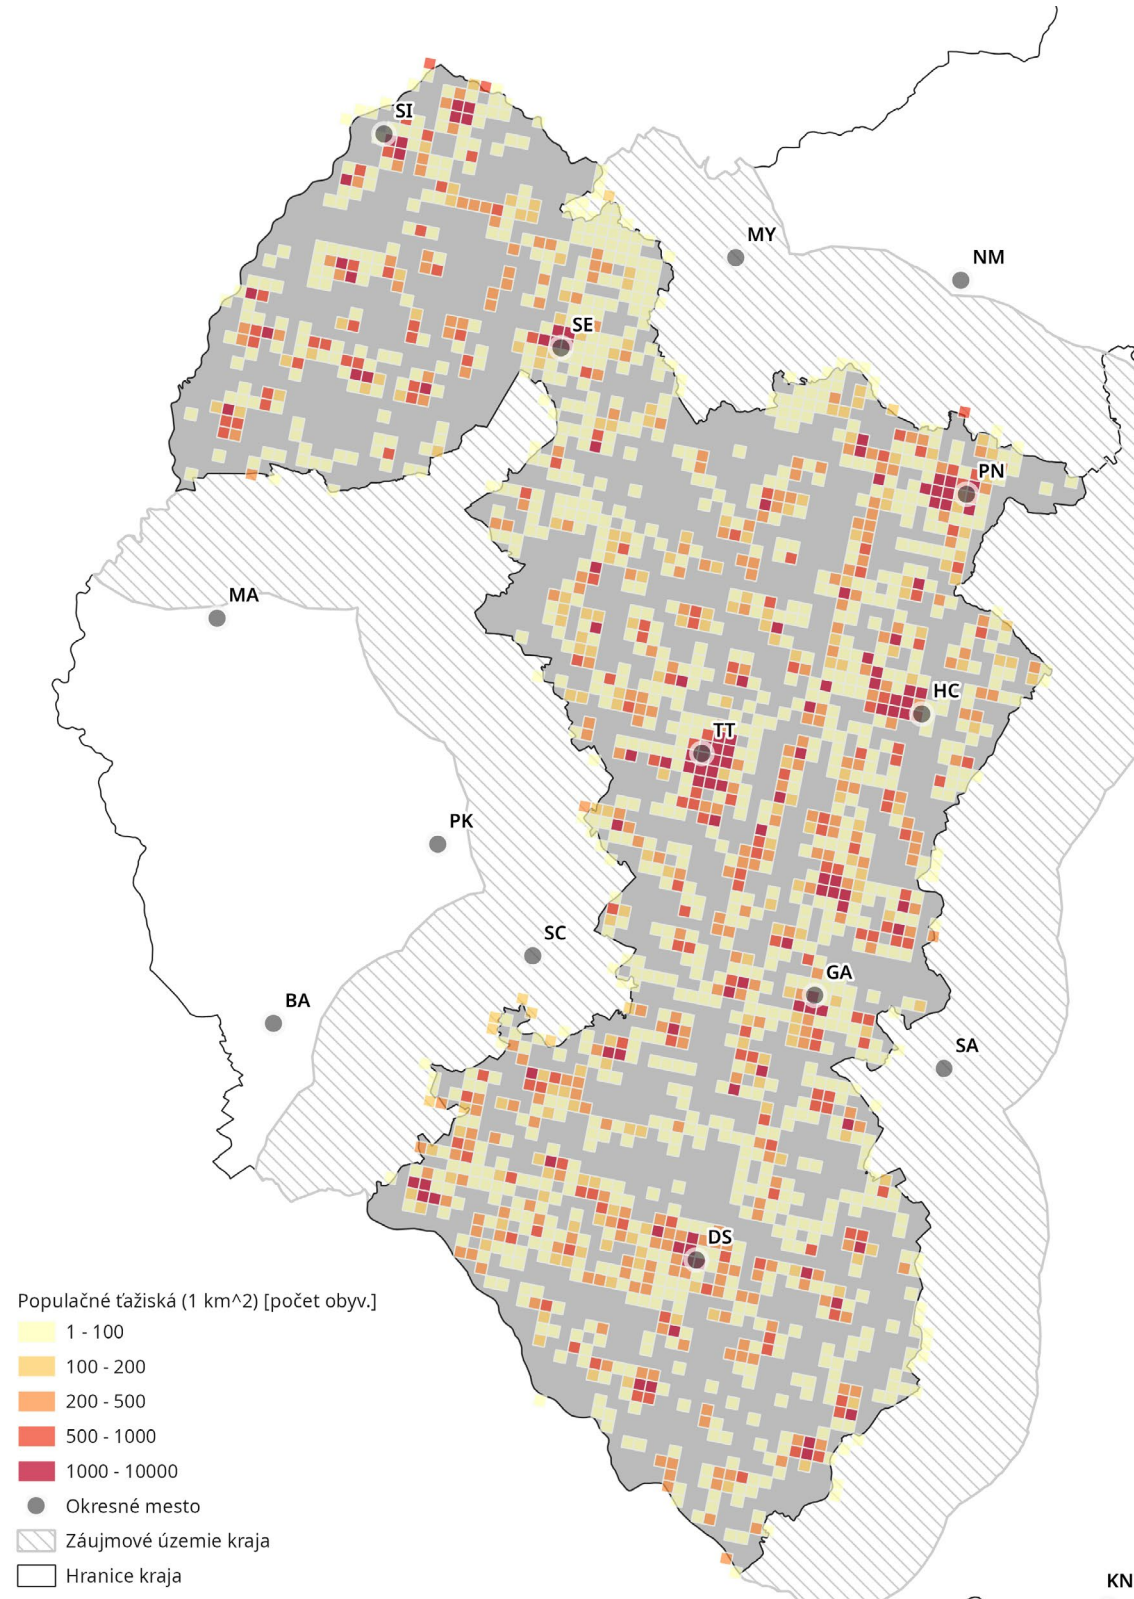 SI
MY
NM
SE
PN
MA
HC
TT
PK
SC
GA
BA
SA
DS
Populačné ťažiská (1 km^2) [počet obyv.]
1 - 100
100 - 200
200 - 500
500 - 1000
1000 - 10000
Okresné mesto
Záujmové územie kraja
Hranice kraja
KN